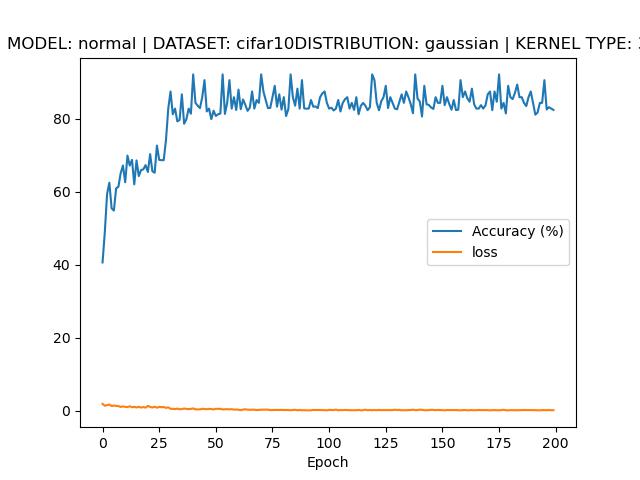 MODEL: normal | DATASET: cifar10DISTRIBUTION: gaussian | KERNEL TYPE:
80
60
40
20
0
Accuracy (%)
loss
0 25 50 75 100 125 150 175 200
Epoch